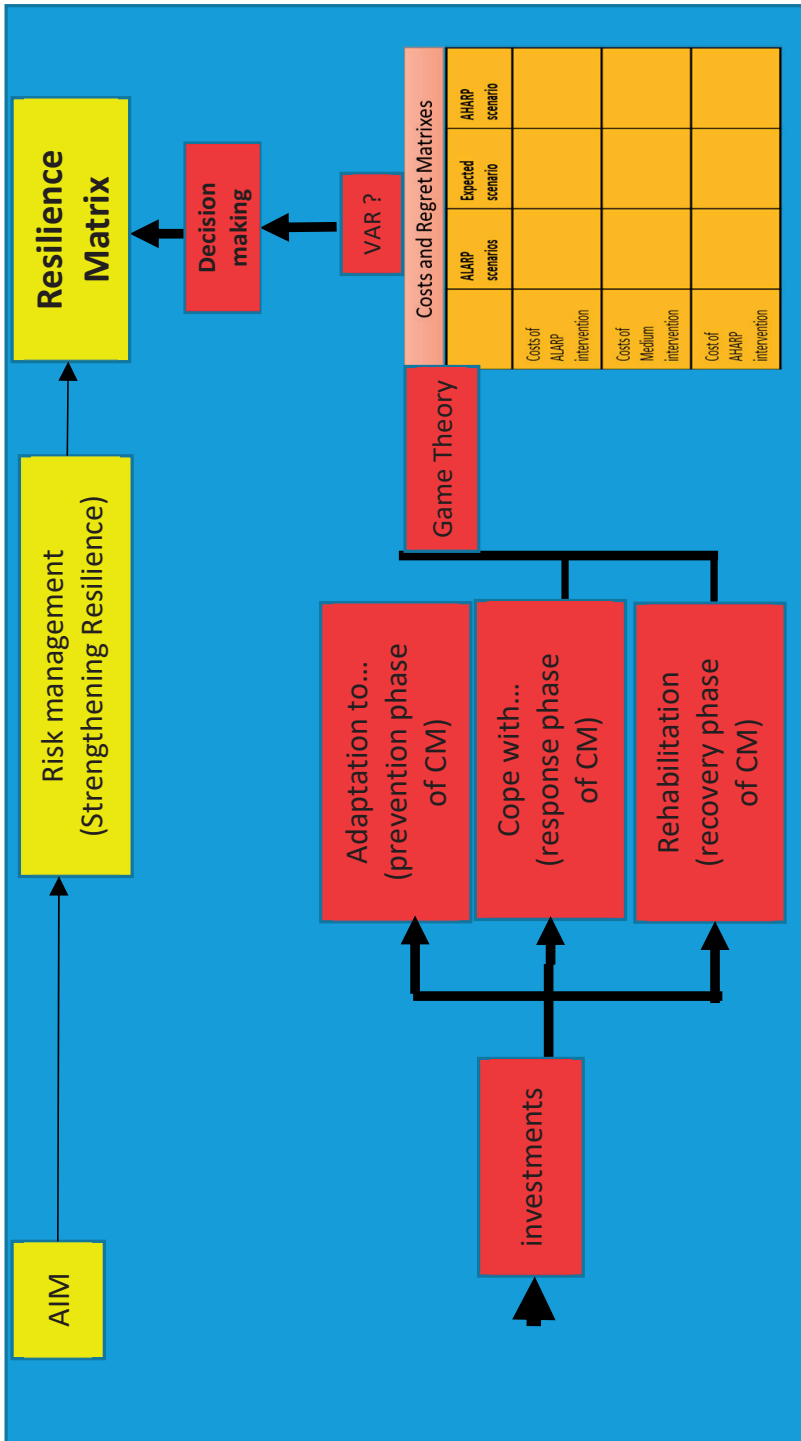 AIM
Risk management
(Strengthening Resilience)
Resilience
Matrix
Decision
making
VAR ?
investments
Adaptation to...
(prevention phase
of CM)
Cope with...
(response phase
of CM)
Rehabilitation
(recovery phase
of CM)
Game Theory
Costs and Regret Matrixes
ALARP
scenarios
Expected
scenario
AHARP
scenario
Costs of
ALARP
intervention
Costs of
Medium
intervention
Cost of
AHARP
intervention